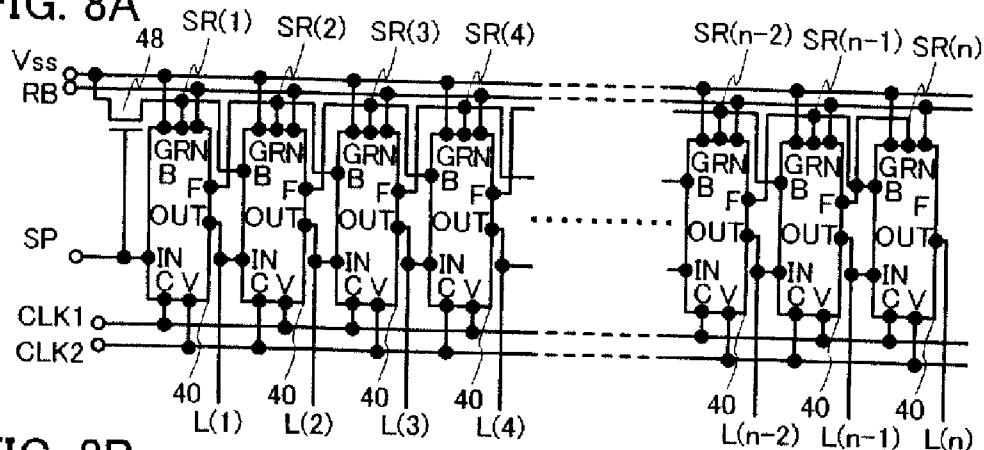 FIG. 8A
48 SR(1) SR(2) SR(3) SR(4) SR(n-2) SR(n-1) SR(n)
Vss
RB
GRN GRN GRN GRN GRN GRN GRN
B B B B B B
F F F F F F F
OUT OUT OUT OUT OUT OUT OUT
SP
IN IN IN IN IN IN IN
C V C V C V C V C V C V C V
CLK1
CLK2
40 40 40 40 40 40 40
L(1) L(2) L(3) L(4) L(n-2) L(n-1) L(n)
FIG. 8B